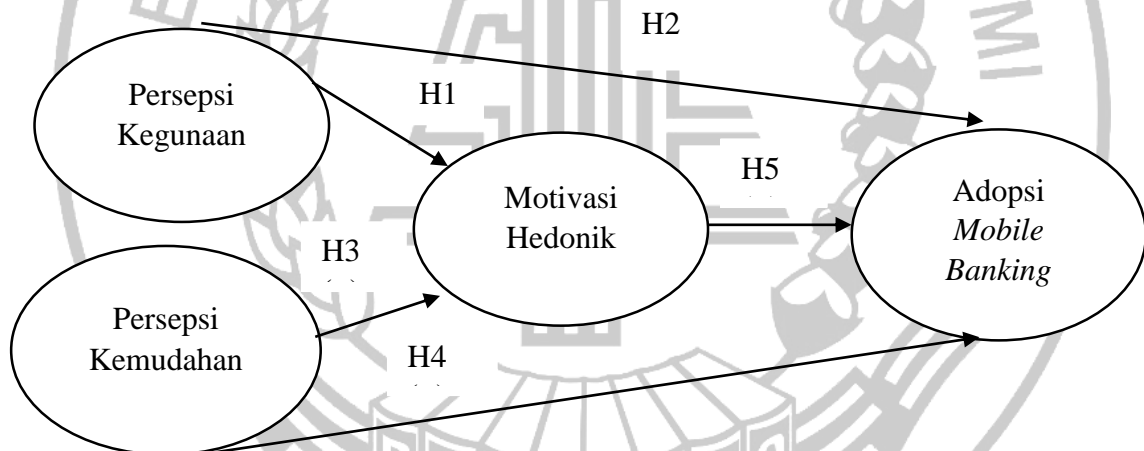 H2
Persepsi
Kegunaan
H1
Motivasi
Hedonik
H5
Adopsi
Mobile
Banking
H3
Persepsi
Kemudahan
H4